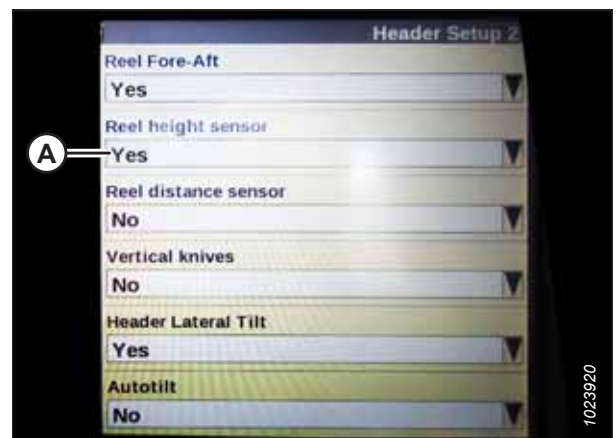 Header Setup 2
Reel Fore-Aft
Yes
Reel height sensor
A
Yes
Reel distance sensor
No
Vertical knives
No
Header Lateral Tilt
Yes
Autotilt
No
1023920